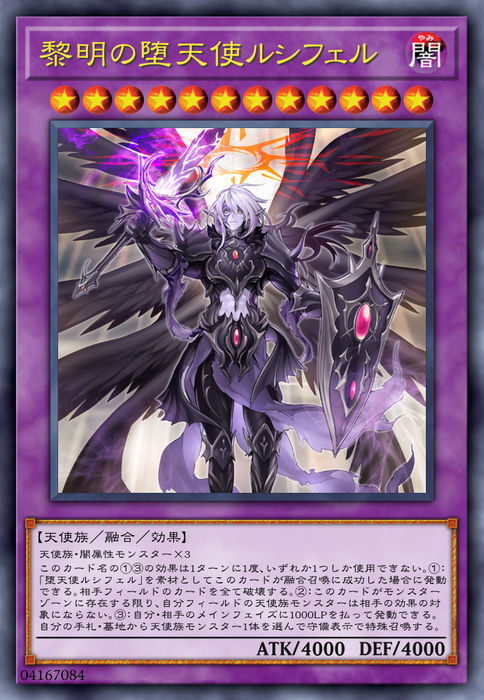 黎明の堕天使ルシフェル
やみ
闇
【天使族／融合／効果】
天使族・闇属性モンスター×3
このカード名の①③の効果は1ターンに1度、いずれか1つしか使用できない。①：
「堕天使ルシフェル」を素材としてこのカードが融合召喚に成功した場合に発動
できる。相手フィールドのカードを全て破壊する。②：このカードがモンスター
ゾーンに存在する限り、自分フィールドの天使族モンスターは相手の効果の対
象にならない。③：自分・相手のメインフェイズに1000LPを払って発動できる。
自分の手札・墓地から天使族モンスター1体を選んで守備表示で特殊召喚する。
ATK/4000 DEF/4000
04167084